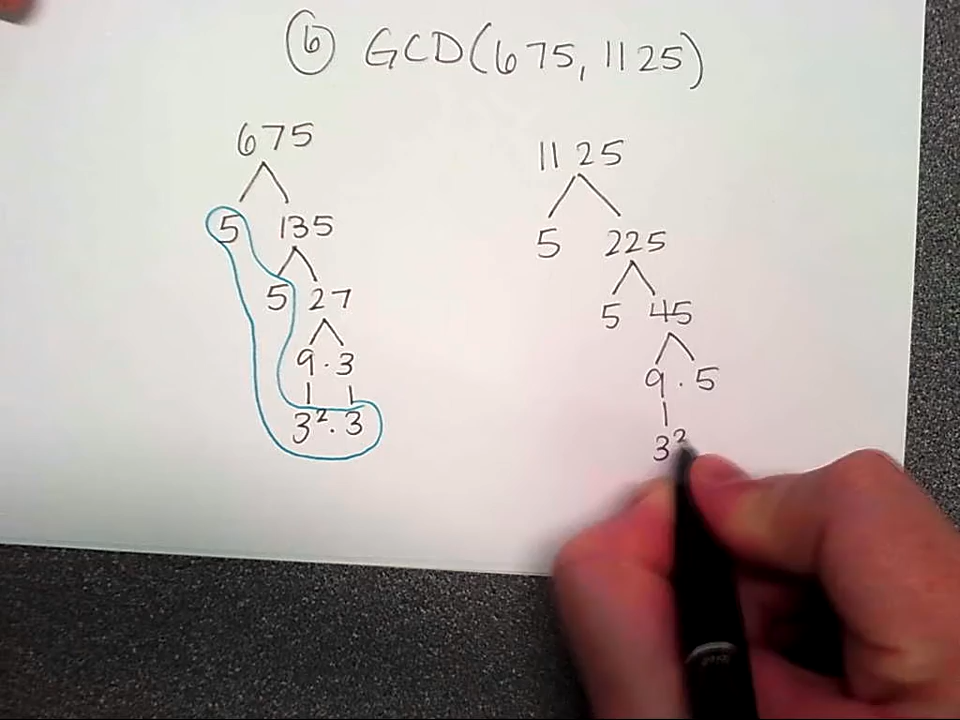 ⑥ GCD(675, 1125)
675
1125
5 135
5 225
5 27
5 45
9 · 3
9 · 5
3² · 3
3²